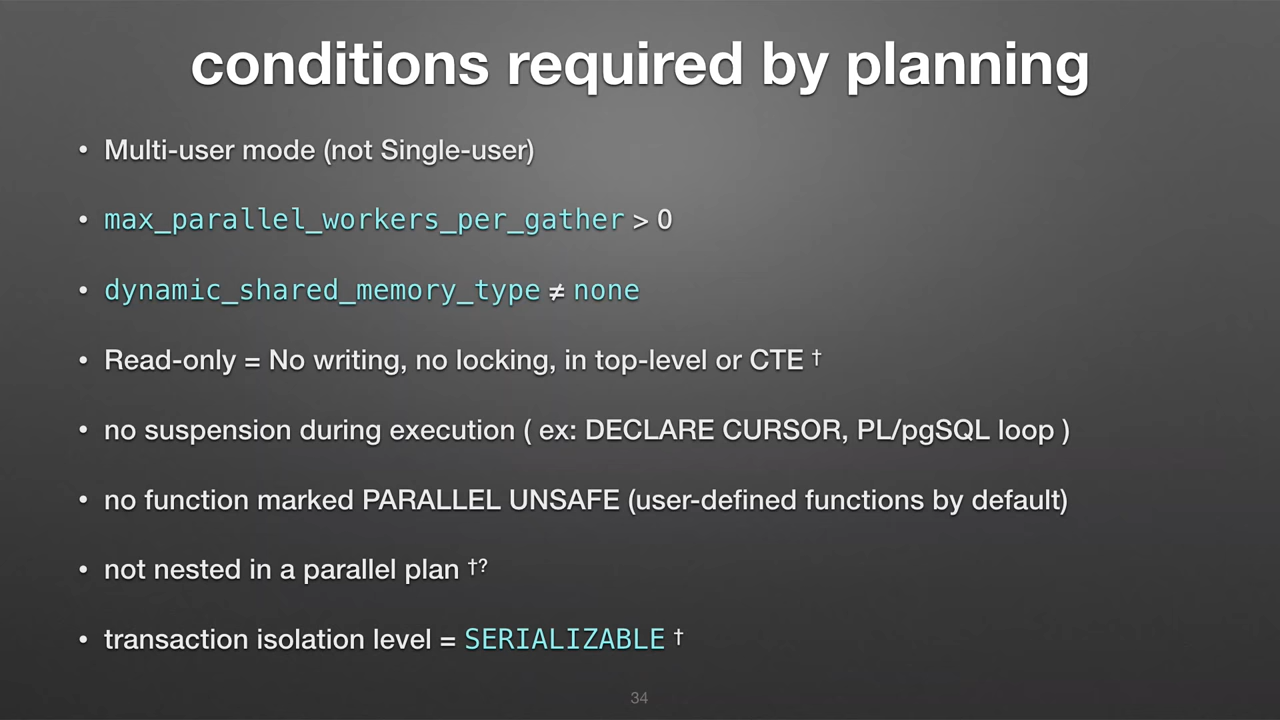 conditions required by planning
• Multi-user mode (not Single-user)
• max_parallel_workers_per_gather > 0
• dynamic_shared_memory_type ≠ none
• Read-only = No writing, no locking, in top-level or CTE †
• no suspension during execution ( ex: DECLARE CURSOR, PL/pgSQL loop )
• no function marked PARALLEL UNSAFE (user-defined functions by default)
• not nested in a parallel plan †?
• transaction isolation level = SERIALIZABLE †
34